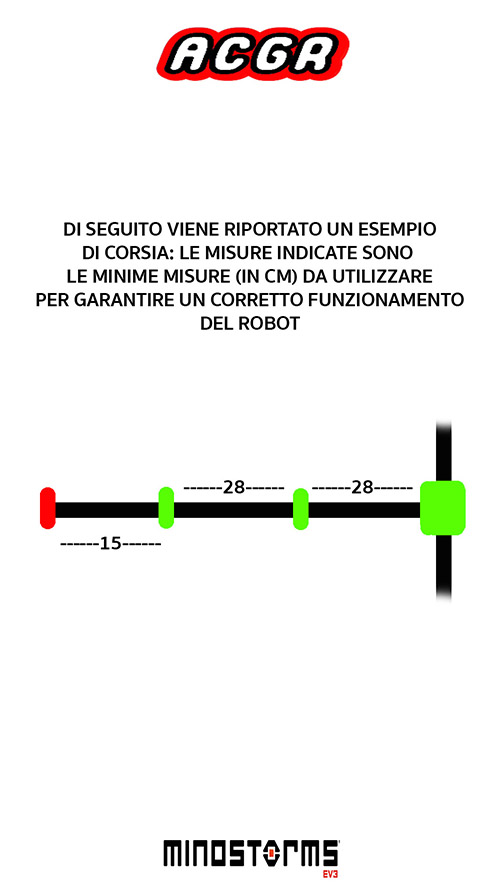 ACGR
DI SEGUITO VIENE RIPORTATO UN ESEMPIO
DI CORSIA: LE MISURE INDICATE SONO
LE MINIME MISURE (IN CM) DA UTILIZZARE
PER GARANTIRE UN CORRETTO FUNZIONAMENTO
DEL ROBOT
------28------ ------28------
------15------
MINDSTORMS
EV3